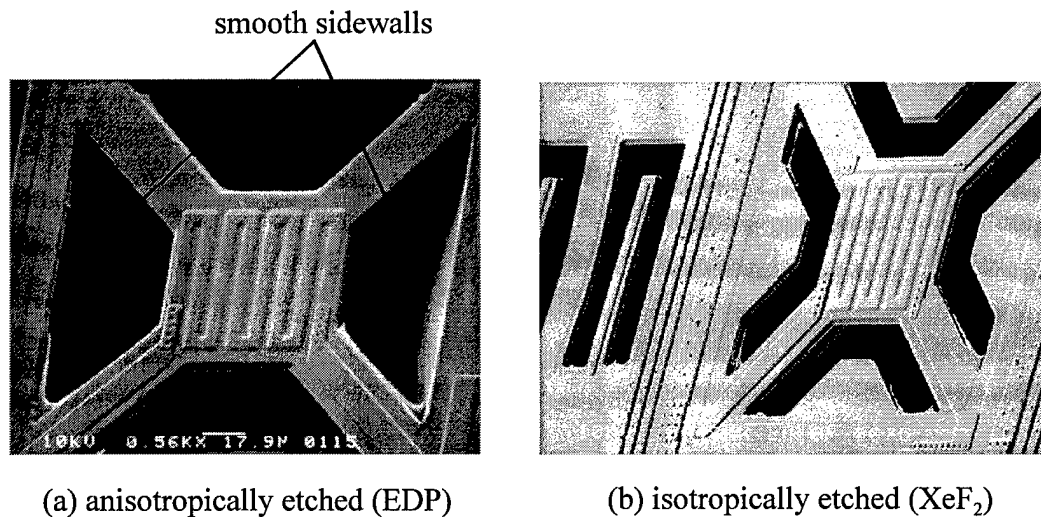 smooth sidewalls
10KV 0.56KX 17.9µ 0115
(a) anisotropically etched (EDP)
(b) isotropically etched (XeF₂)